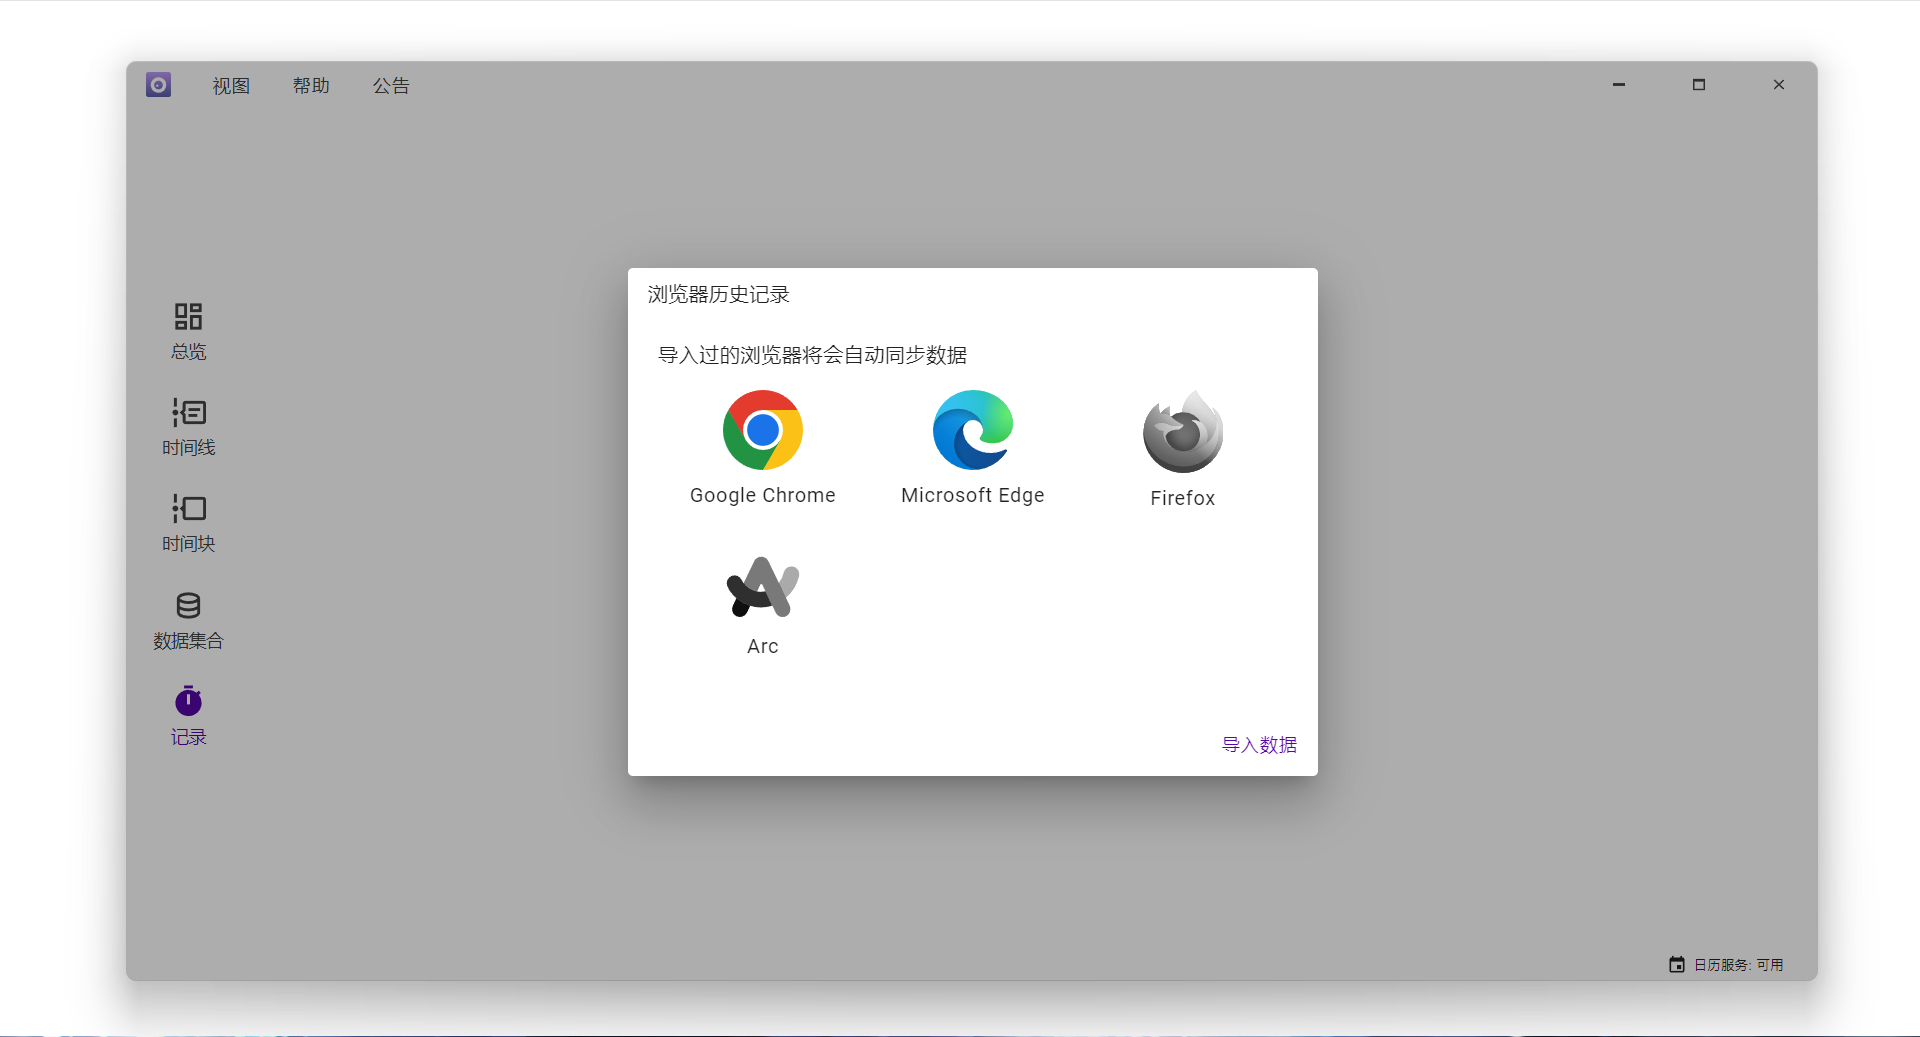 视图
帮助
公告
总览
时间线
时间块
数据集合
记录
浏览器历史记录
导入过的浏览器将会自动同步数据
Google Chrome
Microsoft Edge
Firefox
Arc
导入数据
日历服务: 可用